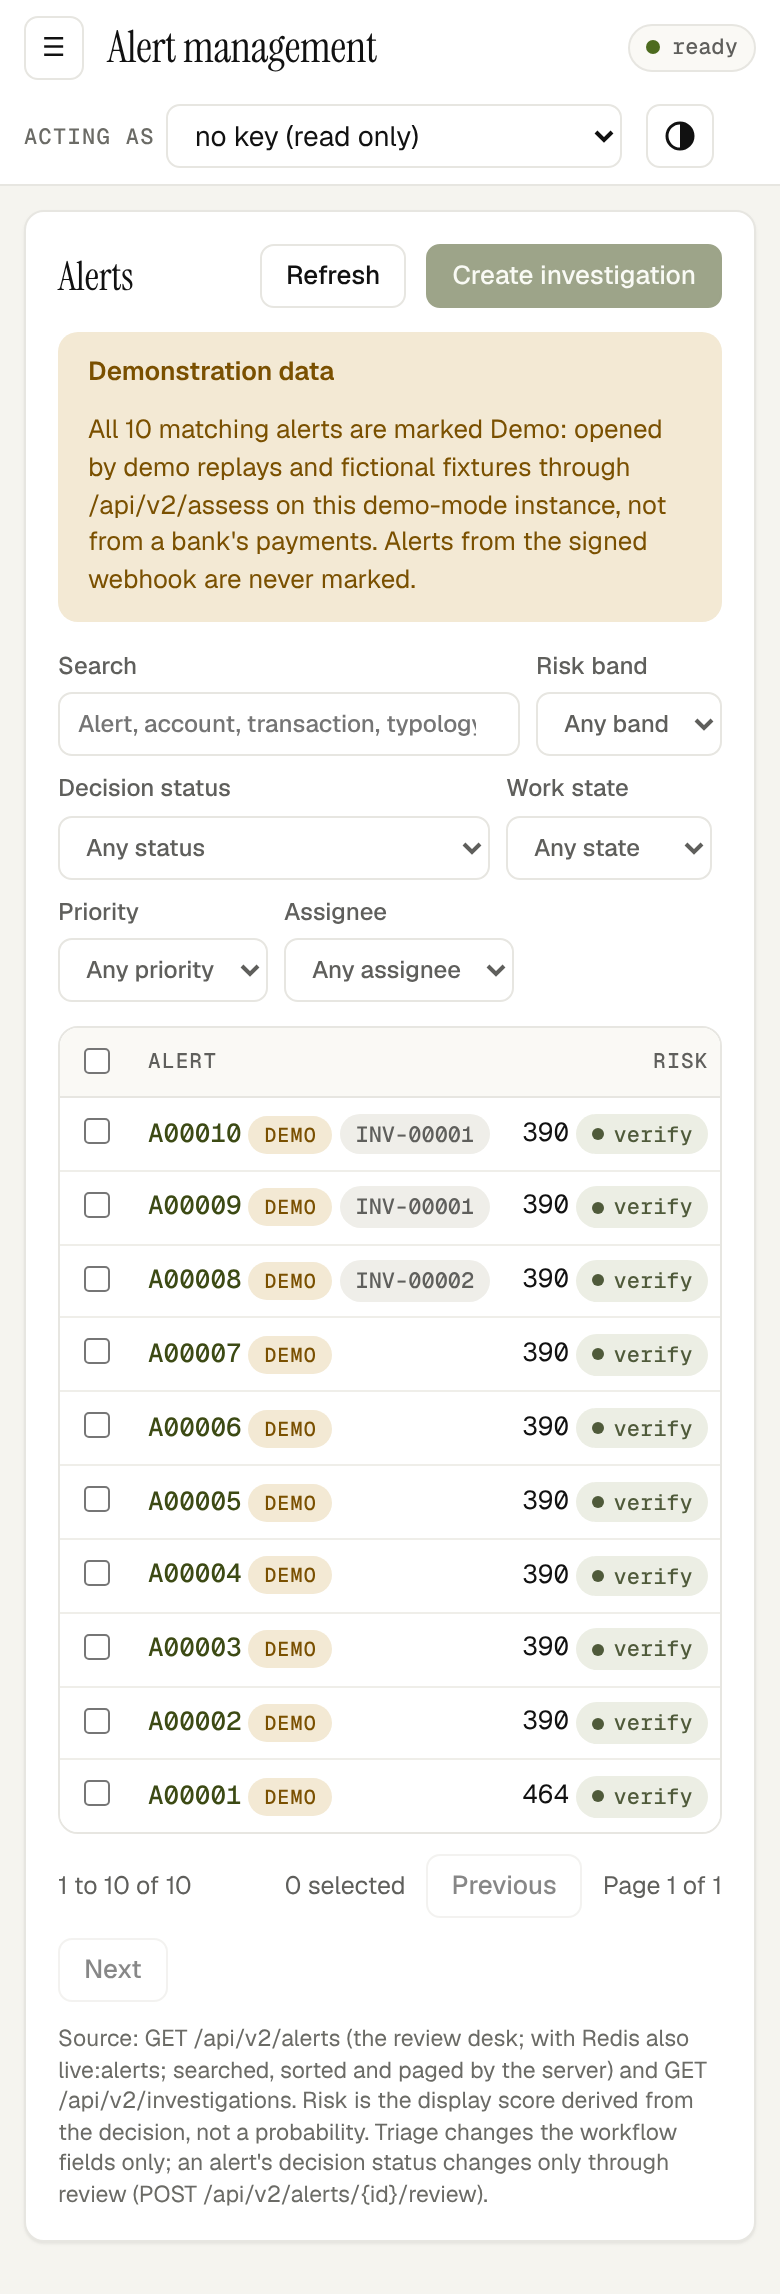 ☰ Alert management ready
ACTING AS no key (read only)
Alerts Refresh Create investigation
Demonstration data
All 10 matching alerts are marked Demo: opened
by demo replays and fictional fixtures through
/api/v2/assess on this demo-mode instance, not
from a bank's payments. Alerts from the signed
webhook are never marked.
Search Risk band
Alert, account, transaction, typology Any band
Decision status Work state
Any status Any state
Priority Assignee
Any priority Any assignee
ALERT RISK
A00010 DEMO INV-00001 390 verify
A00009 DEMO INV-00001 390 verify
A00008 DEMO INV-00002 390 verify
A00007 DEMO 390 verify
A00006 DEMO 390 verify
A00005 DEMO 390 verify
A00004 DEMO 390 verify
A00003 DEMO 390 verify
A00002 DEMO 390 verify
A00001 DEMO 464 verify
1 to 10 of 10 0 selected Previous Page 1 of 1
Next
Source: GET /api/v2/alerts (the review desk; with Redis also
live:alerts; searched, sorted and paged by the server) and GET
/api/v2/investigations. Risk is the display score derived from
the decision, not a probability. Triage changes the workflow
fields only; an alert's decision status changes only through
review (POST /api/v2/alerts/{id}/review).